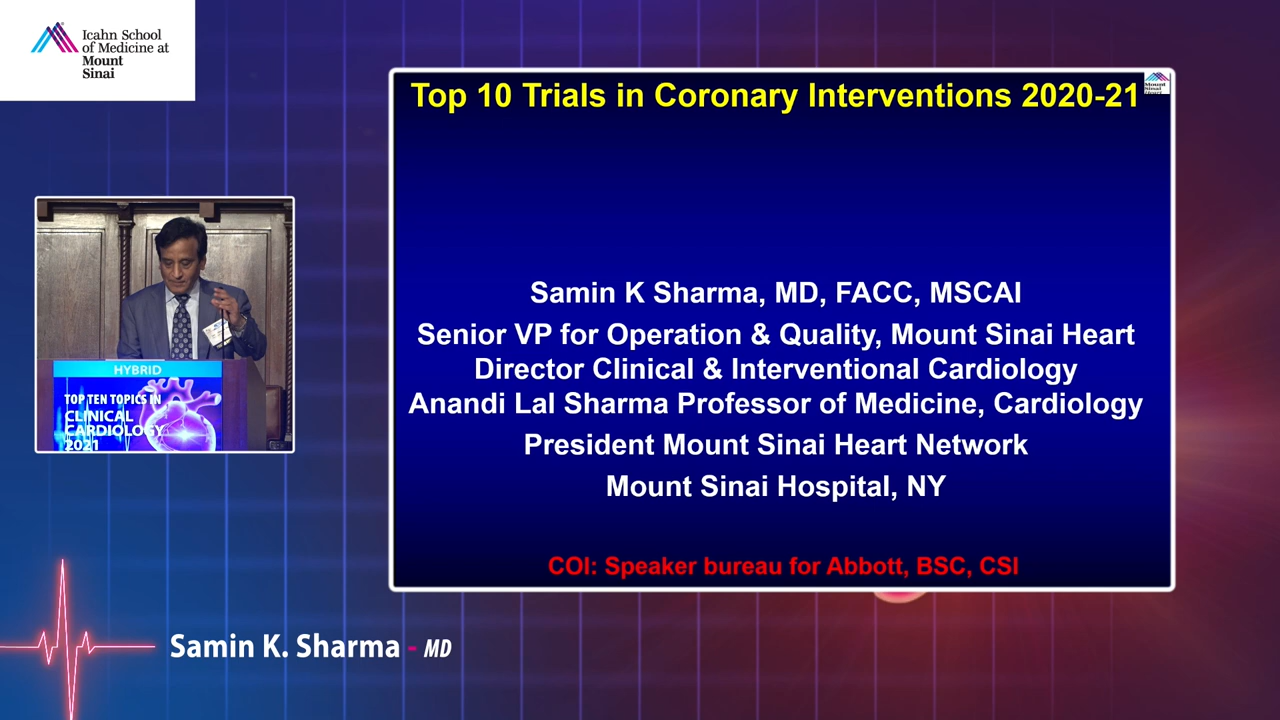 Icahn School
of Medicine at
Mount
Sinai
Top 10 Trials in Coronary Interventions 2020-21
Mount
Sinai
Heart
Samin K Sharma, MD, FACC, MSCAI
Senior VP for Operation & Quality, Mount Sinai Heart
Director Clinical & Interventional Cardiology
Anandi Lal Sharma Professor of Medicine, Cardiology
President Mount Sinai Heart Network
Mount Sinai Hospital, NY
COI: Speaker bureau for Abbott, BSC, CSI
HYBRID
TOP TEN TOPICS IN
CLINICAL
CARDIOLOGY
2021
Samin K. Sharma - MD